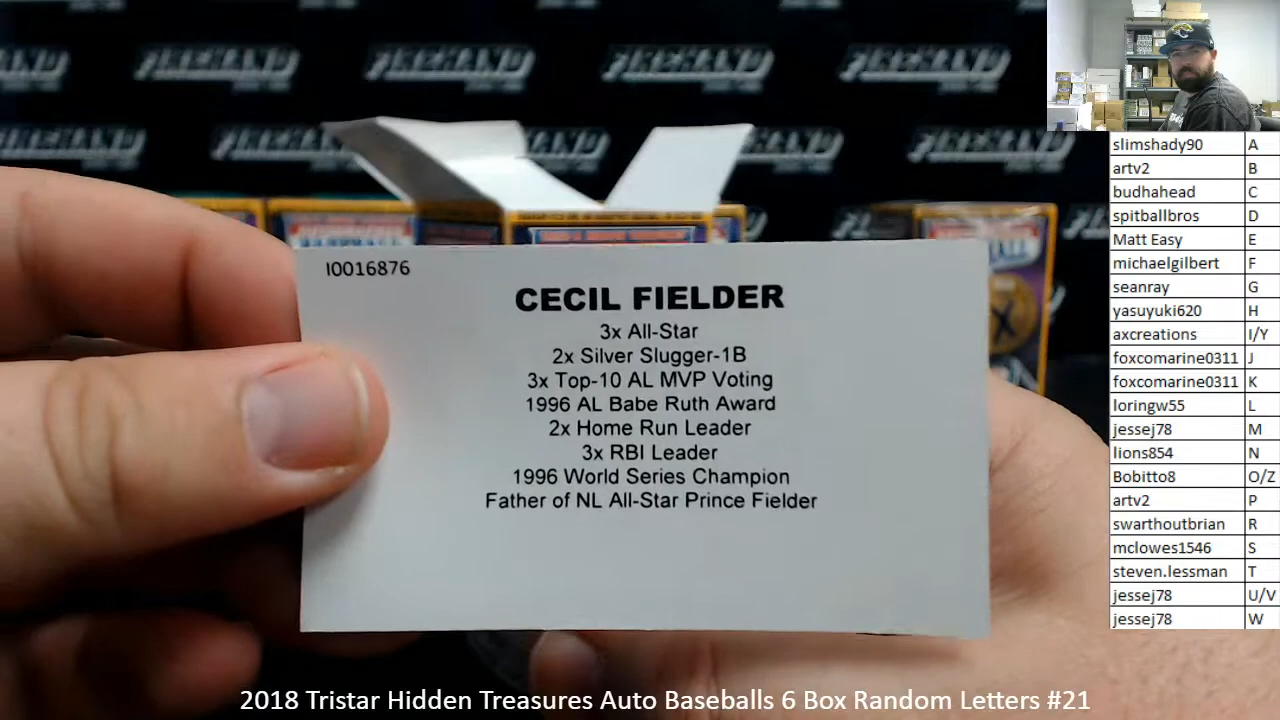 I0016876
CECIL FIELDER
3x All-Star
2x Silver Slugger-1B
3x Top-10 AL MVP Voting
1996 AL Babe Ruth Award
2x Home Run Leader
3x RBI Leader
1996 World Series Champion
Father of NL All-Star Prince Fielder
slimshady90 A
artv2 B
budhahead C
spitballbros D
Matt Easy E
michaelgilbert F
seanray G
yasuyuki620 H
axcreations I/Y
foxcomarine0311 J
foxcomarine0311 K
loringw55 L
jessej78 M
lions854 N
Bobitto8 O/Z
artv2 P
swarthoutbrian R
mclowes1546 S
steven.lessman T
jessej78 U/V
jessej78 W
2018 Tristar Hidden Treasures Auto Baseballs 6 Box Random Letters #21